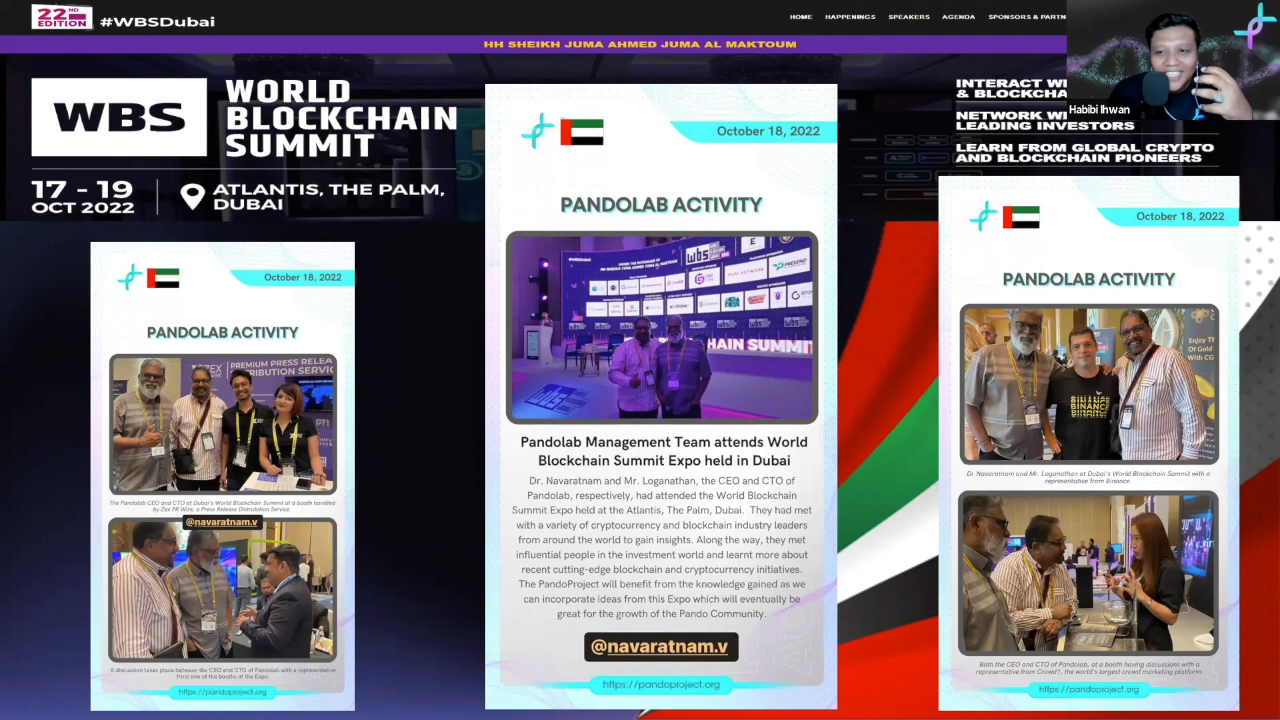 22ND EDITION #WBSDubai
HOME HAPPENINGS SPEAKERS AGENDA SPONSORS & PARTN
HH SHEIKH JUMA AHMED JUMA AL MAKTOUM
WBS
WORLD
BLOCKCHAIN
SUMMIT
17 - 19
OCT 2022
ATLANTIS, THE PALM,
DUBAI
INTERACT WI
& BLOCKCHA
NETWORK WI
LEADING INVESTORS
LEARN FROM GLOBAL CRYPTO
AND BLOCKCHAIN PIONEERS
Habibi Ihwan
October 18, 2022
PANDOLAB ACTIVITY
PREMIUM PRESS RELEA
The Pandolab CEO and CTO at Dubai's World Blockchain Summit at a booth handled
by Zex PR Wire, a Press Release Distribution Service.
@navaratnam.v
A discussion takes place between the CEO and CTO of Pandolab with a representative
from one of the booths at the Expo.
https://pandoproject.org
October 18, 2022
PANDOLAB ACTIVITY
#WBSDubai
wbs
HAIN SUMMIT
Pandolab Management Team attends World
Blockchain Summit Expo held in Dubai
Dr. Navaratnam and Mr. Loganathan, the CEO and CTO of
Pandolab, respectively, had attended the World Blockchain
Summit Expo held at the Atlantis, The Palm, Dubai. They had met
with a variety of cryptocurrency and blockchain industry leaders
from around the world to gain insights. Along the way, they met
influential people in the investment world and learnt more about
recent cutting-edge blockchain and cryptocurrency initiatives.
The PandoProject will benefit from the knowledge gained as we
can incorporate ideas from this Expo which will eventually be
great for the growth of the Pando Community.
@navaratnam.v
https://pandoproject.org
October 18, 2022
PANDOLAB ACTIVITY
Enjoy Th
Of Gold
With CG
BINANCE
Dr. Navaratnam and Mr. Loganathan at Dubai's World Blockchain Summit with a
representative from Binance.
Both the CEO and CTO of Pandolab, at a booth having discussions with a
representative from Crowd1, the world's largest crowd marketing platform.
https://pandoproject.org